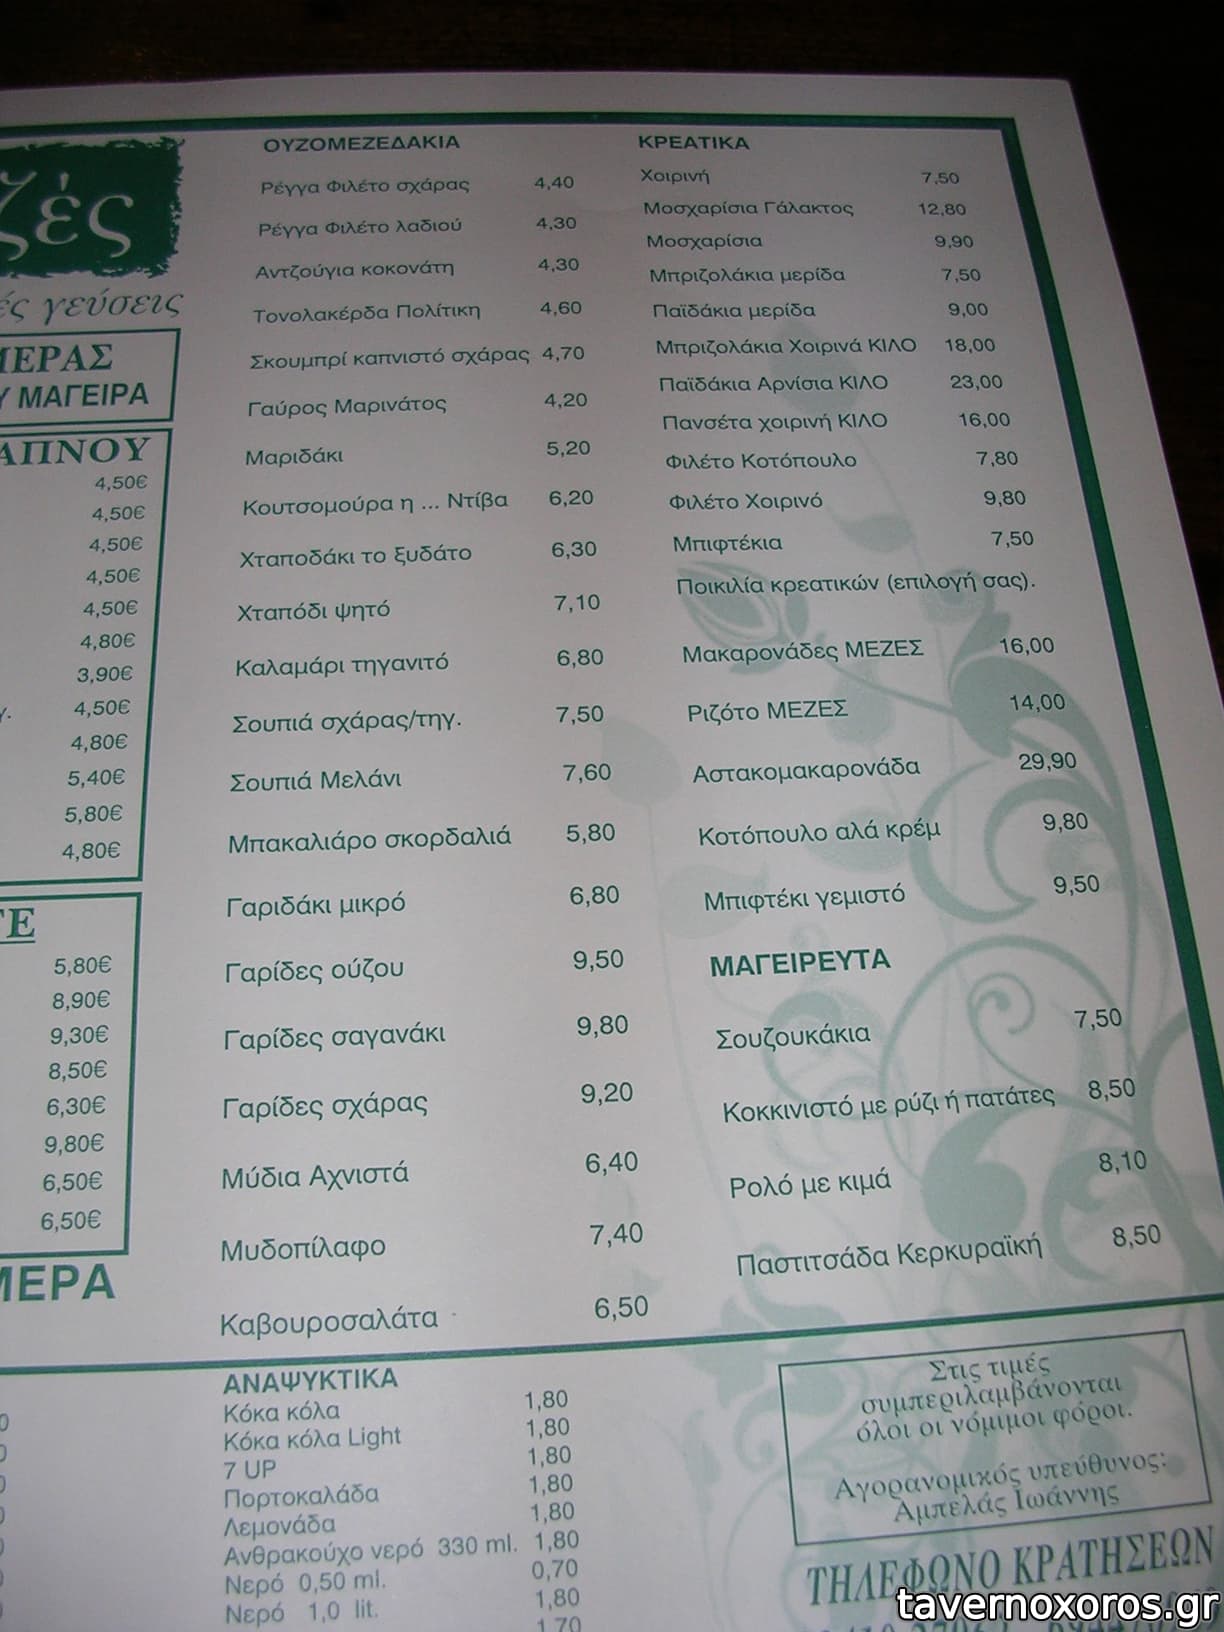 ζές
ές γεύσεις
ΜΕΡΑΣ
ΜΑΓΕΙΡΑ
4,50€
4,50€
4,50€
4,50€
4,50€
4,80€
3,90€
4,50€
4,80€
5,40€
5,80€
4,80€
5,80€
8,90€
9,30€
8,50€
6,30€
9,80€
6,50€
6,50€
ΜΕΡΑ
ΟΥΖΟΜΕΖΕΔΑΚΙΑ
Ρέγγα Φιλέτο σχάρας 4,40
Ρέγγα Φιλέτο λαδιού 4,30
Αντζούγια κοκονάτη 4,30
Τονολακέρδα Πολίτικη 4,60
Σκουμπρί καπνιστό σχάρας 4,70
Γαύρος Μαρινάτος 4,20
Μαριδάκι 5,20
Κουτσομούρα η ... Ντίβα 6,20
Χταποδάκι το ξυδάτο 6,30
Χταπόδι ψητό 7,10
Καλαμάρι τηγανιτό 6,80
Σουπιά σχάρας/τηγ. 7,50
Σουπιά Μελάνι 7,60
Μπακαλιάρο σκορδαλιά 5,80
Γαριδάκι μικρό 6,80
Γαρίδες ούζου 9,50
Γαρίδες σαγανάκι 9,80
Γαρίδες σχάρας 9,20
Μύδια Αχνιστά 6,40
Μυδοπίλαφο 7,40
Καβουροσαλάτα 6,50
ΚΡΕΑΤΙΚΑ
Χοιρινή 7,50
Μοσχαρίσια Γάλακτος 12,80
Μοσχαρίσια 9,90
Μπριζολάκια μερίδα 7,50
Παϊδάκια μερίδα 9,00
Μπριζολάκια Χοιρινά ΚΙΛΟ 18,00
Παϊδάκια Αρνίσια ΚΙΛΟ 23,00
Πανσέτα χοιρινή ΚΙΛΟ 16,00
Φιλέτο Κοτόπουλο 7,80
Φιλέτο Χοιρινό 9,80
Μπιφτέκια 7,50
Ποικιλία κρεατικών (επιλογή σας).
Μακαρονάδες ΜΕΖΕΣ 16,00
Ριζότο ΜΕΖΕΣ 14,00
Αστακομακαρονάδα 29,90
Κοτόπουλο αλά κρέμ 9,80
Μπιφτέκι γεμιστό 9,50
ΜΑΓΕΙΡΕΥΤΑ
Σουζουκάκια 7,50
Κοκκινιστό με ρύζι ή πατάτες 8,50
Ρολό με κιμά 8,10
Παστιτσάδα Κερκυραϊκή 8,50
ΑΝΑΨΥΚΤΙΚΑ
Κόκα κόλα 1,80
Κόκα κόλα Light 1,80
7 UP 1,80
Πορτοκαλάδα 1,80
Λεμονάδα 1,80
Ανθρακούχο νερό 330 ml. 1,80
Νερό 0,50 ml. 0,70
Νερό 1,0 lit. 1,80
1,70
Στις τιμές
συμπεριλαμβάνονται
όλοι οι νόμιμοι φόροι.
Αγορανομικός υπεύθυνος:
Αμπελάς Ιωάννης
ΤΗΛΕΦΩΝΟ ΚΡΑΤΗΣΕΩΝ
tavernoxoros.gr